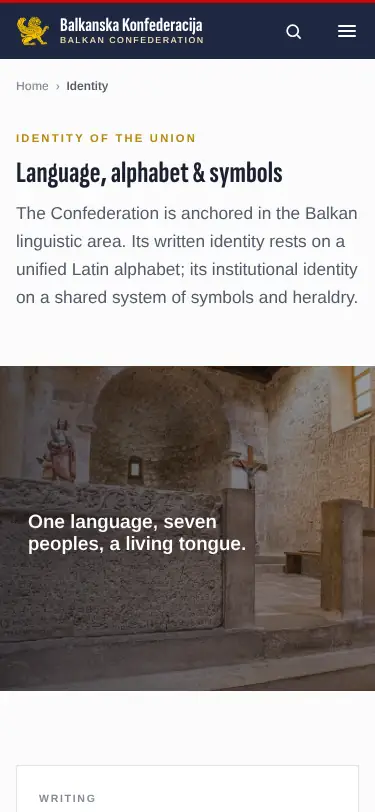 Balkanska Konfederacija
BALKAN CONFEDERATION
Home › Identity
IDENTITY OF THE UNION
Language, alphabet & symbols
The Confederation is anchored in the Balkan
linguistic area. Its written identity rests on a
unified Latin alphabet; its institutional identity
on a shared system of symbols and heraldry.
One language, seven
peoples, a living tongue.
WRITING